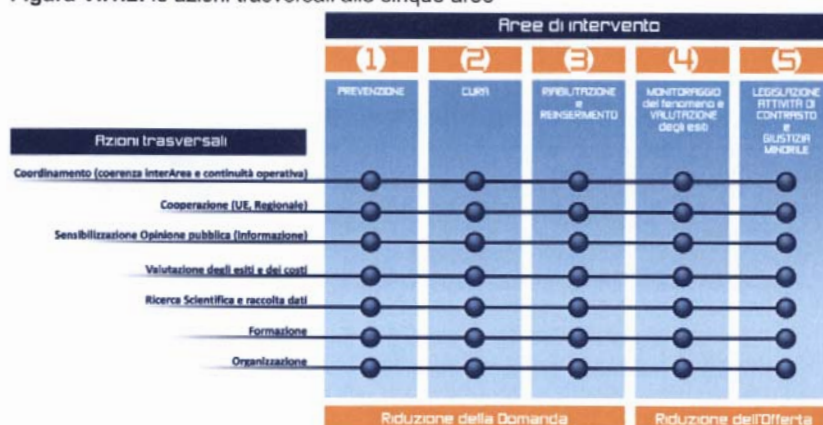 Aree di intervento
1 2 3 4 5
PREVENZIONE
CURA
RIABILITAZIONE
e
REINSERIMENTO
MONITORAGGIO
del fenomeno e
VALUTAZIONE
degli esiti
LEGISLAZIONE
ATTIVITÀ DI
CONTRASTO
e
GIUSTIZIA
MINORILE
Azioni trasversali
Coordinamento (coerenza interArea e continuità operativa)
Cooperazione (UE, Regionale)
Sensibilizzazione Opinione pubblica (Informazione)
Valutazione degli esiti e dei costi
Ricerca Scientifica e raccolta dati
Formazione
Organizzazione
Riduzione della Domanda
Riduzione dell'Offerta